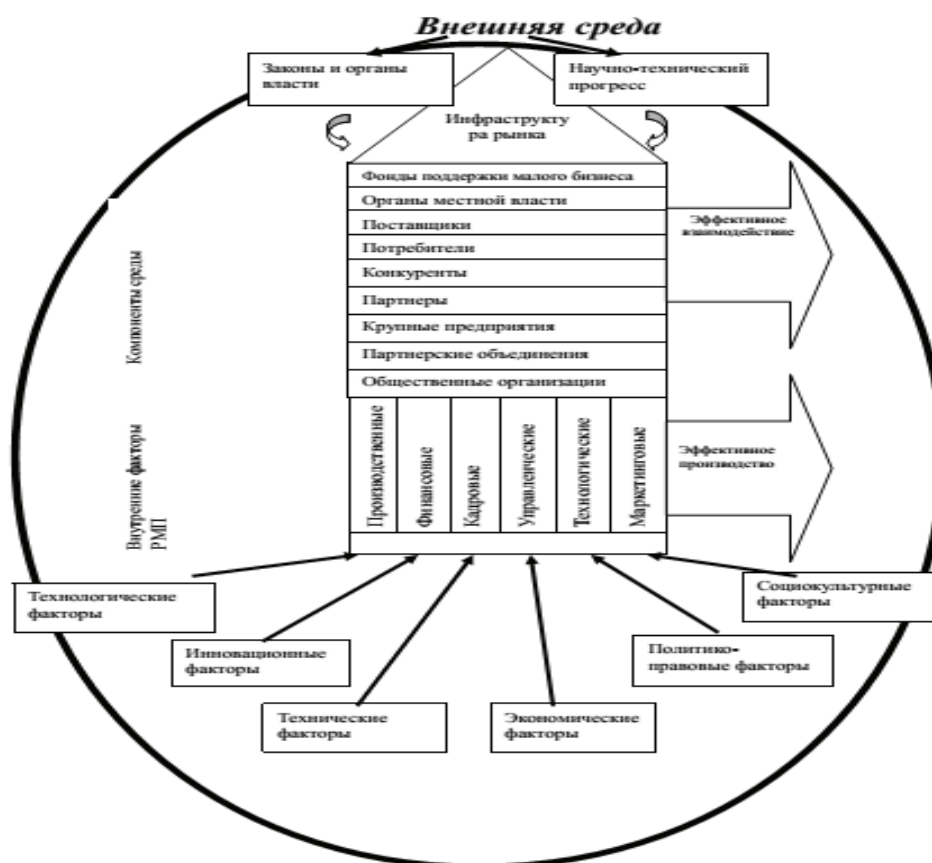 Внешняя среда
Законы и органы
власти
Научно-технический
прогресс
Инфраструкту
ра рынка
Фонды поддержки малого бизнеса
Органы местной власти
Поставщики
Потребители
Конкуренты
Партнеры
Крупные предприятия
Партнерские объединения
Общественные организации
Эффективное
взаимодействие
Компоненты среды
Внутренние факторы
РМП
Производственные
Финансовые
Кадровые
Управленческие
Технологические
Маркетинговые
Эффективное
производство
Технологические
факторы
Социокультурные
факторы
Инновационные
факторы
Политико-
правовые факторы
Технические
факторы
Экономические
факторы